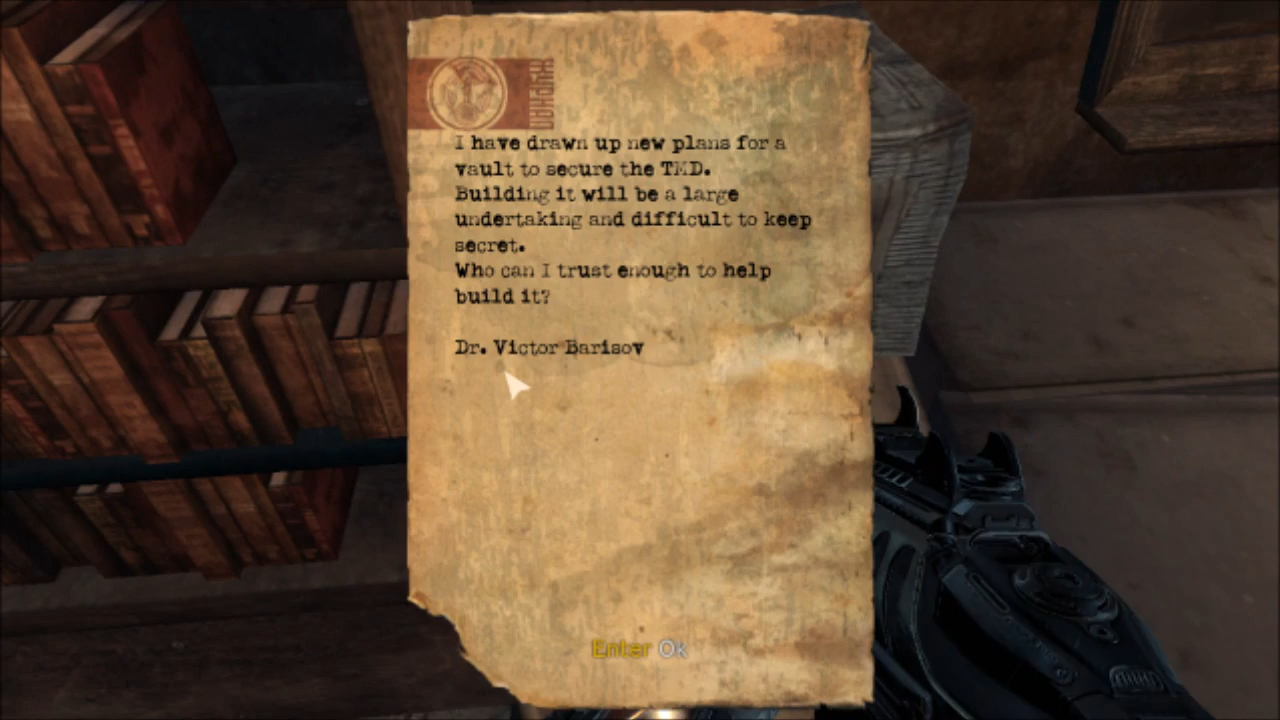 I have drawn up new plans for a
vault to secure the TMD.
Building it will be a large
undertaking and difficult to keep
secret.
Who can I trust enough to help
build it?
Dr. Victor Barisov
Enter Ok